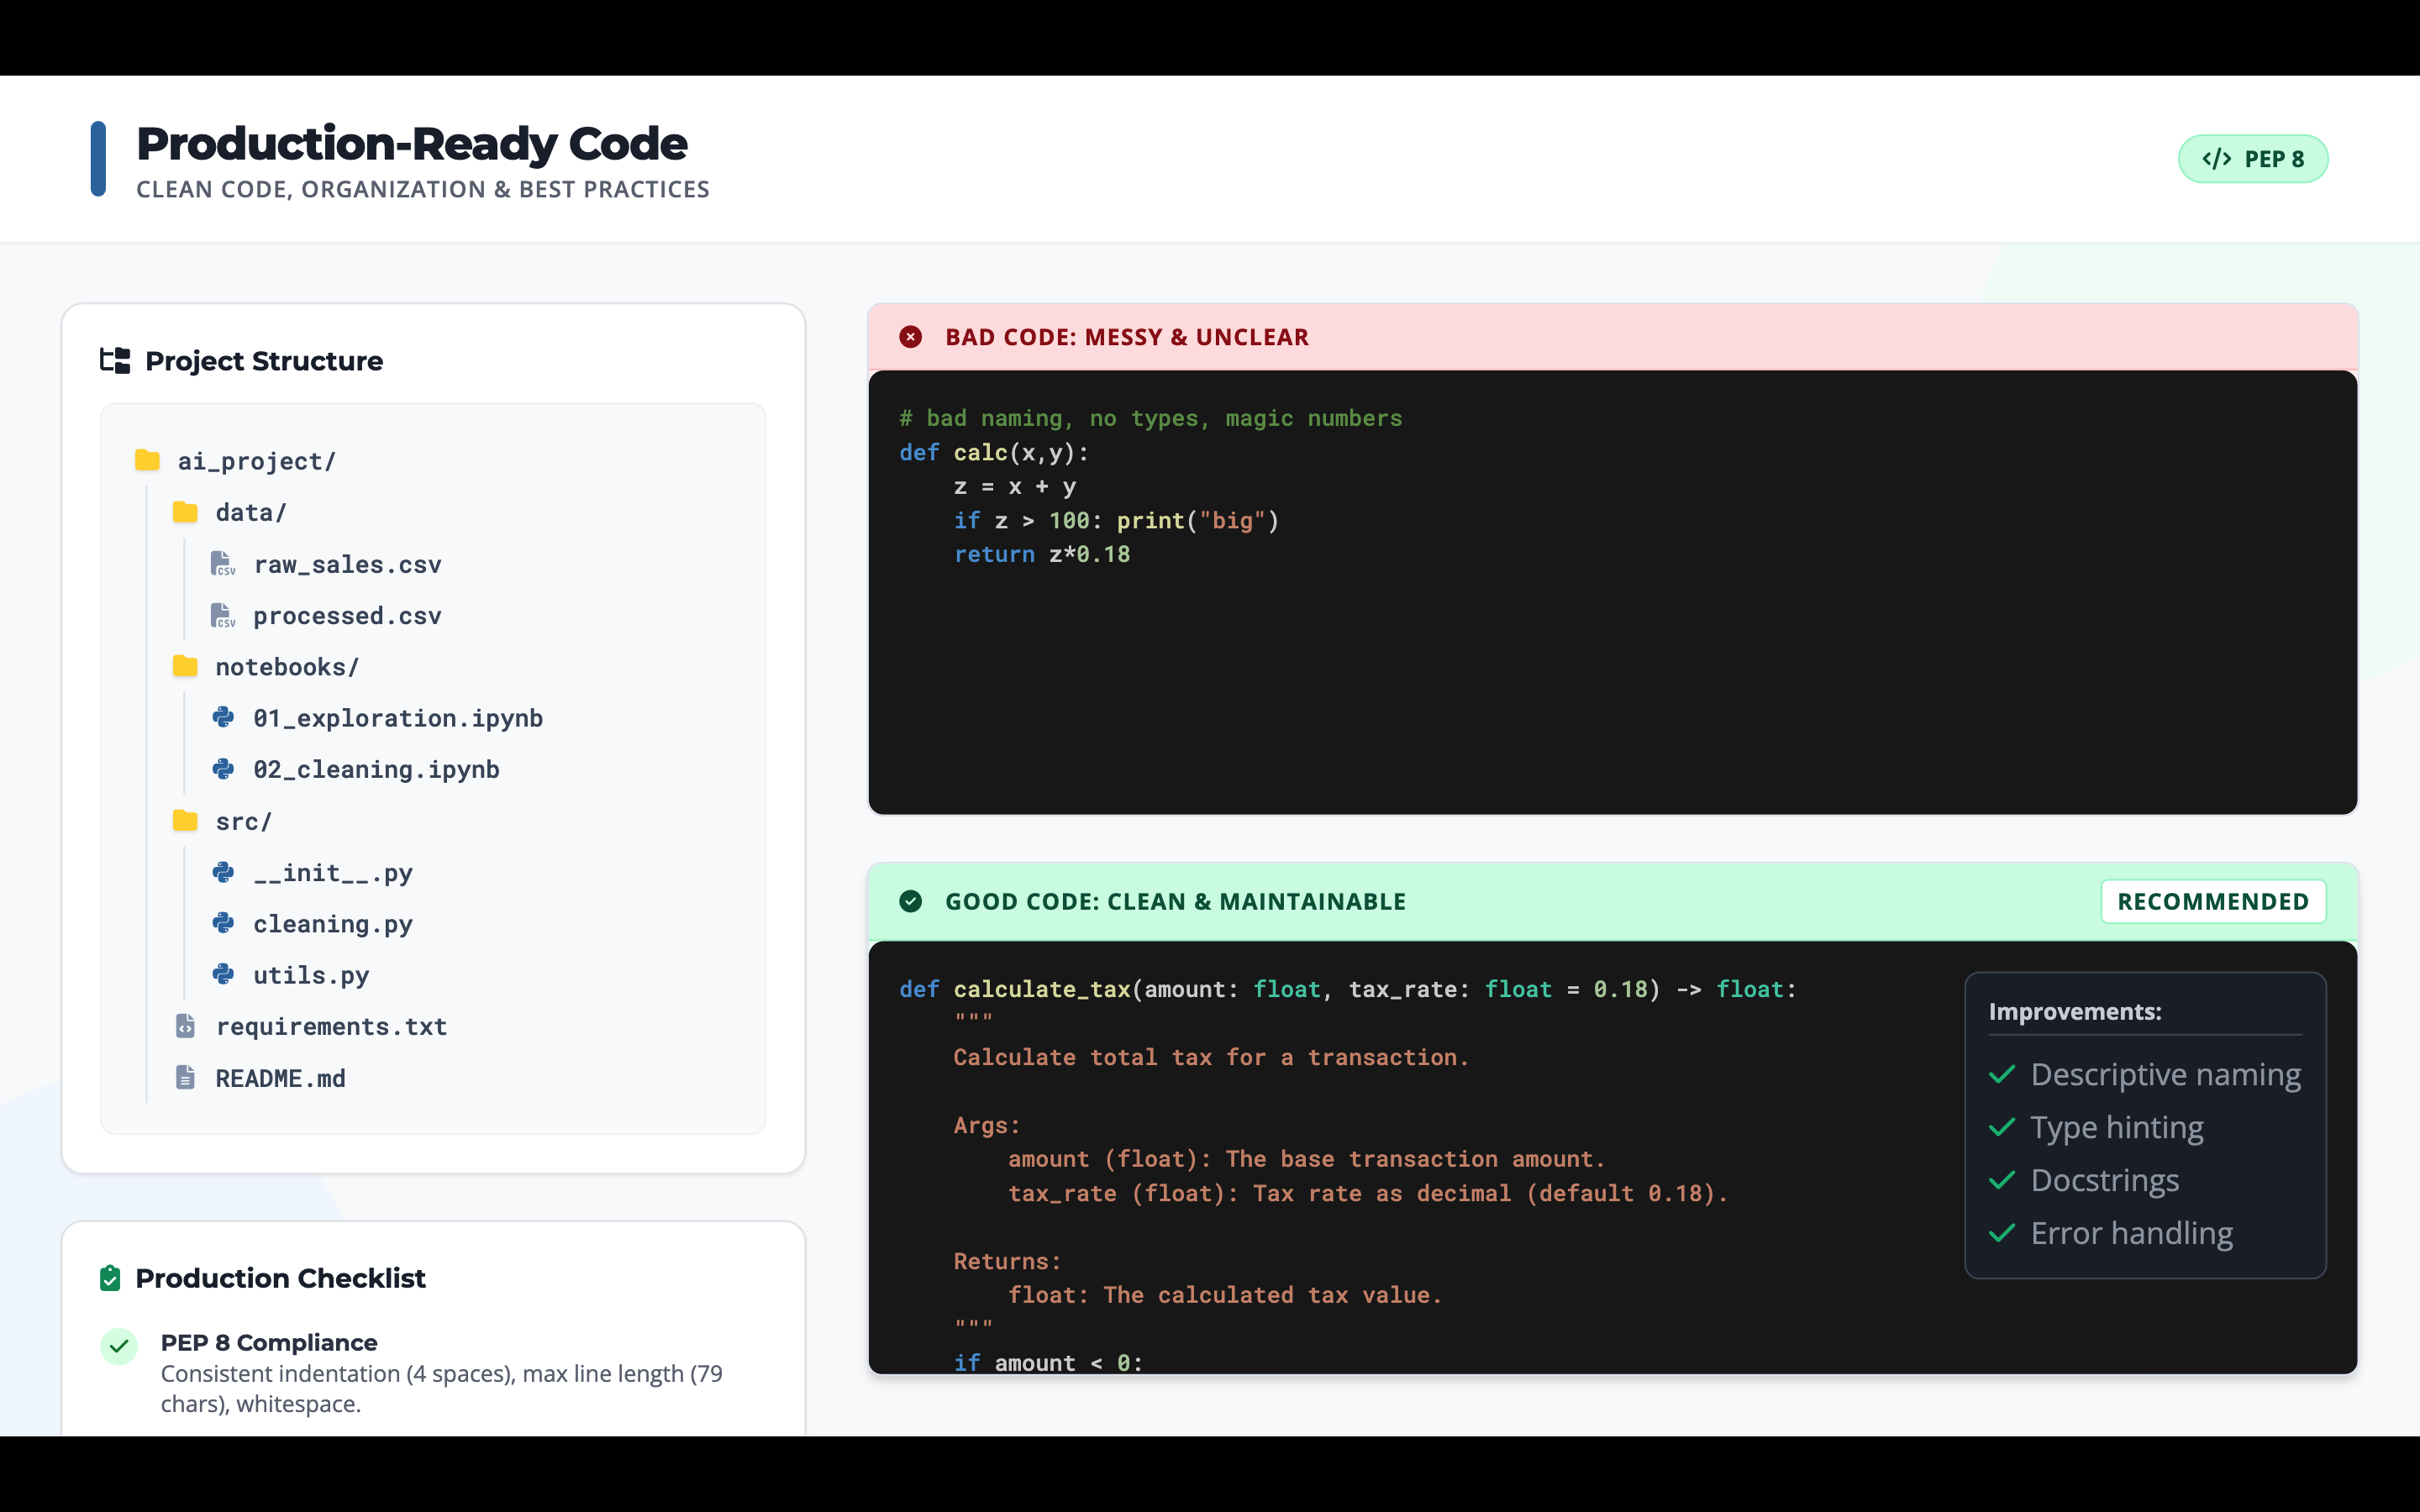 Production-Ready Code
CLEAN CODE, ORGANIZATION & BEST PRACTICES
</> PEP 8
Project Structure
ai_project/
data/
CSV raw_sales.csv
CSV processed.csv
notebooks/
01_exploration.ipynb
02_cleaning.ipynb
src/
__init__.py
cleaning.py
utils.py
requirements.txt
README.md
Production Checklist
PEP 8 Compliance
Consistent indentation (4 spaces), max line length (79
chars), whitespace.
BAD CODE: MESSY & UNCLEAR
# bad naming, no types, magic numbers
def calc(x,y):
    z = x + y
    if z > 100: print("big")
    return z*0.18
GOOD CODE: CLEAN & MAINTAINABLE
RECOMMENDED
def calculate_tax(amount: float, tax_rate: float = 0.18) -> float:
    """
    Calculate total tax for a transaction.

    Args:
        amount (float): The base transaction amount.
        tax_rate (float): Tax rate as decimal (default 0.18).

    Returns:
        float: The calculated tax value.
    """
    if amount < 0:
Improvements:
Descriptive naming
Type hinting
Docstrings
Error handling